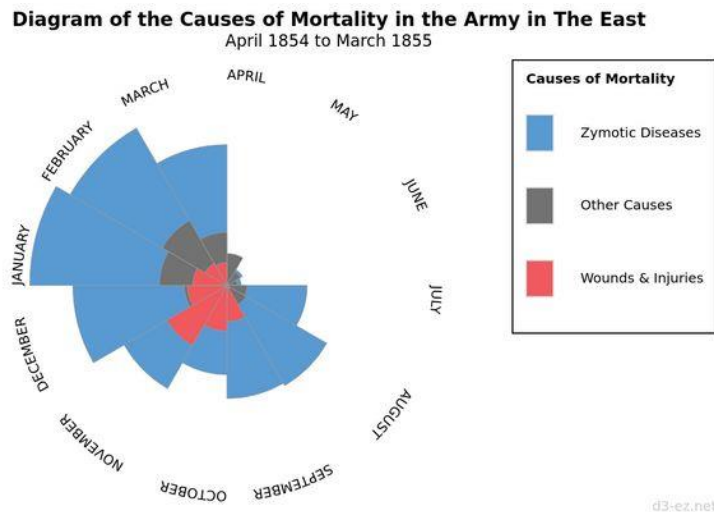 Diagram of the Causes of Mortality in the Army in The East
April 1854 to March 1855
APRIL
MAY
JUNE
JULY
AUGUST
SEPTEMBER
OCTOBER
NOVEMBER
DECEMBER
JANUARY
FEBRUARY
MARCH
Causes of Mortality
Zymotic Diseases
Other Causes
Wounds & Injuries
d3-ez.net